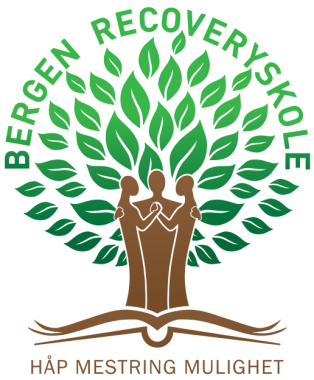 BERGEN RECOVERYSKOLE
HÅP MESTRING MULIGHET